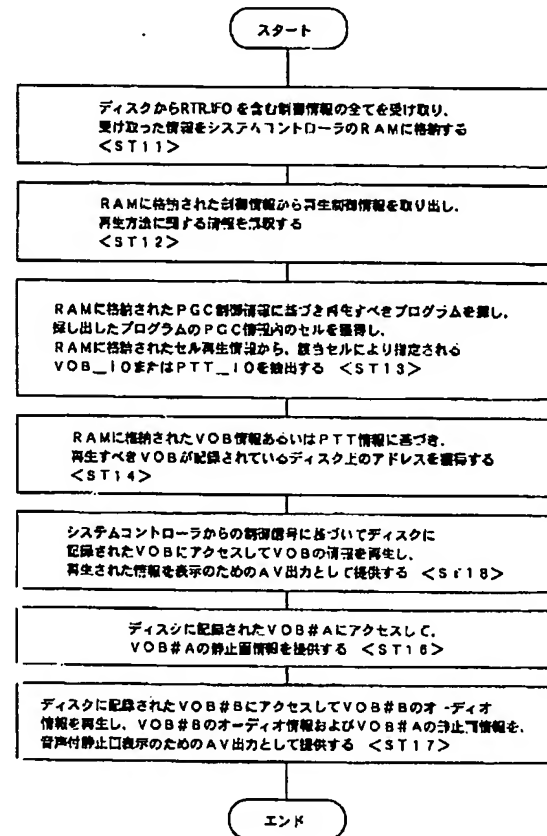 スタート
ディスクからRTR.IFOを含む制御情報の全てを受け取り、
受け取った情報をシステムコントローラのRAMに格納する
<ST11>
RAMに格納された制御情報から再生制御情報を取り出し、
再生方法に関する情報を採取する
<ST12>
RAMに格納されたPGC制御情報に基づき再生すべきプログラムを探し、
探し出したプログラムのPGC情報内のセルを獲得し、
RAMに格納されたセル再生情報から、該当セルにより指定される
VOB_IDまたはPTT_IDを抽出する <ST13>
RAMに格納されたVOB情報あるいはPTT情報に基づき、
再生すべきVOBが記録されているディスク上のアドレスを獲得する
<ST14>
システムコントローラからの制御信号に基づいてディスクに
記録されたVOBにアクセスしてVOBの情報を再生し、
再生された情報を表示のためのAV出力として提供する <ST18>
ディスクに記録されたVOB#Aにアクセスして、
VOB#Aの静止画情報を提供する <ST16>
ディスクに記録されたVOB#BにアクセスしてVOB#Bのオーディオ
情報を再生し、VOB#Bのオーディオ情報およびVOB#Aの静止画情報を、
音声付静止画表示のためのAV出力として提供する <ST17>
エンド